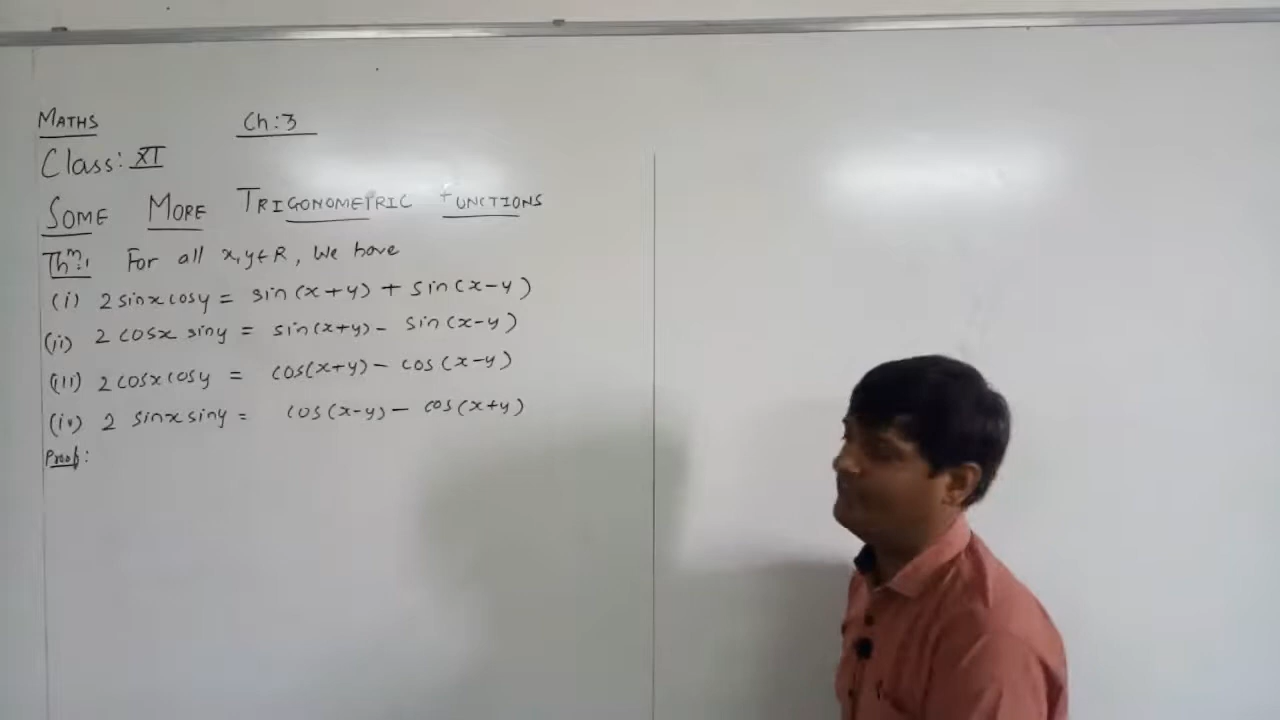 MATHS Ch:3
Class: XI
SOME MORE TRIGONOMETRIC FUNCTIONS
Thm:1 For all x,y∈R, We have
(i) 2 sinx cosy = sin(x+y) + sin(x-y)
(ii) 2 cosx siny = sin(x+y) - sin(x-y)
(iii) 2 cosx cosy = cos(x+y) - cos(x-y)
(iv) 2 sinx siny = cos(x-y) - cos(x+y)
Proof: